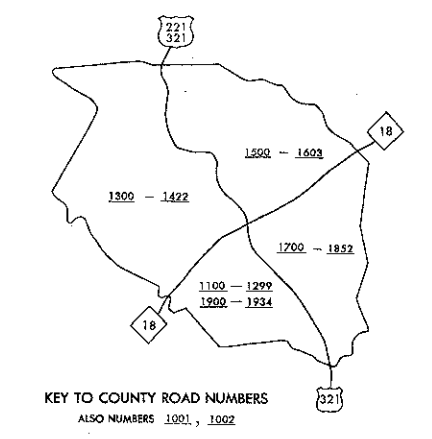 221
321
18
1500 — 1603
1300 — 1422
1700 — 1852
1100 — 1299
1900 — 1934
18
321
KEY TO COUNTY ROAD NUMBERS
ALSO NUMBERS 1001 , 1002